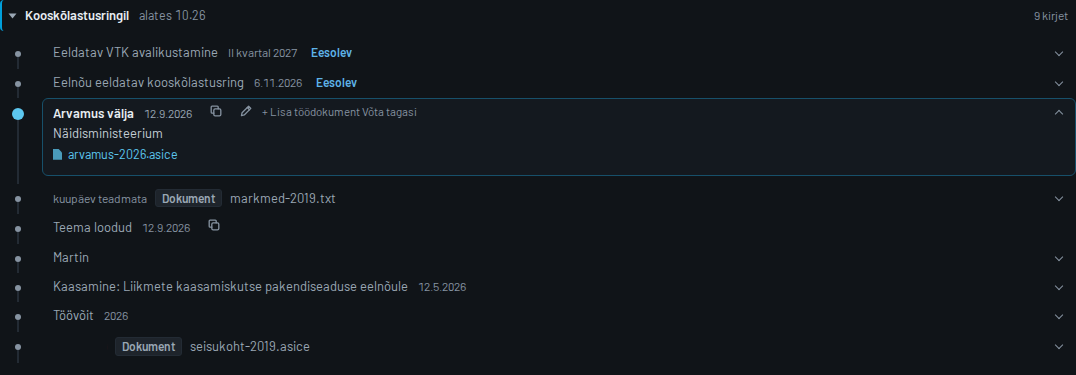 Kooskõlastusringil alates 10.26 9 kirjet
Eeldatav VTK avalikustamine II kvartal 2027 Eesolev
Eelnõu eeldatav kooskõlastusring 6.11.2026 Eesolev
Arvamus välja 12.9.2026 + Lisa töödokument Võta tagasi
Näidisministeerium
arvamus-2026.asice
kuupäev teadmata Dokument markmed-2019.txt
Teema loodud 12.9.2026
Martin
Kaasamine: Liikmete kaasamiskutse pakendiseaduse eelnõule 12.5.2026
Töövõit 2026
Dokument seisukoht-2019.asice